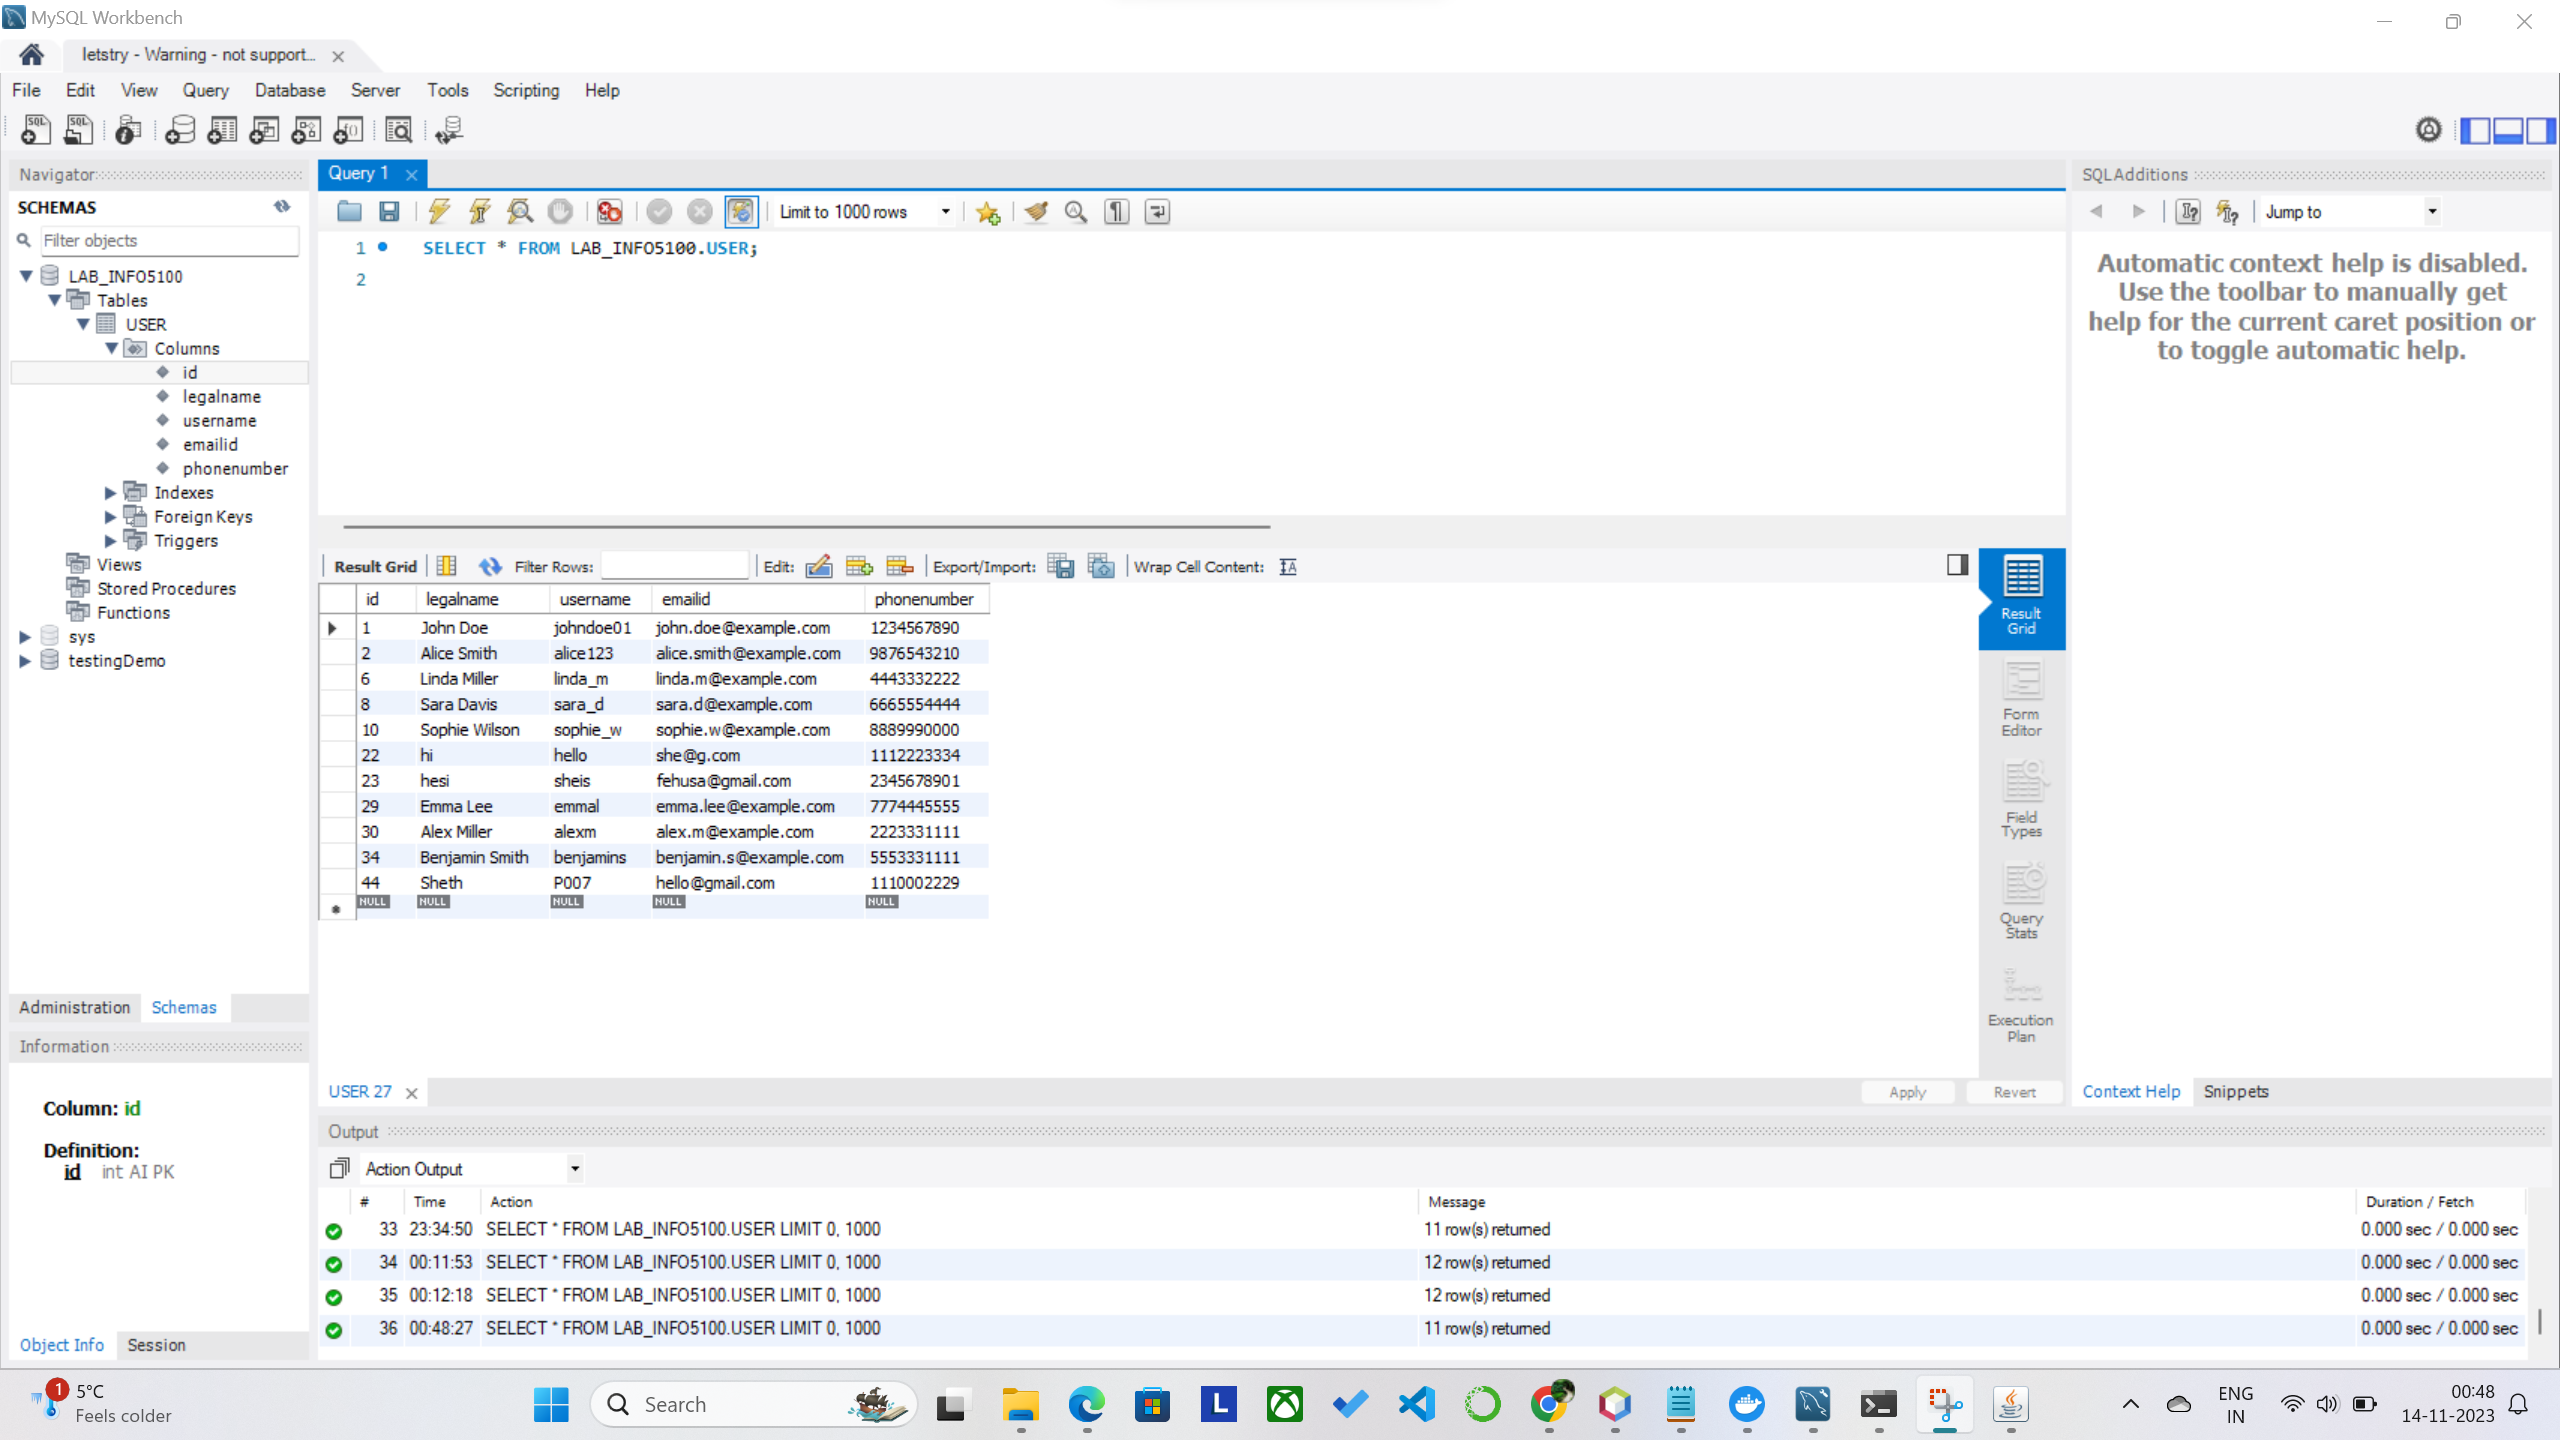 MySQL Workbench
letstry - Warning - not support...
File Edit View Query Database Server Tools Scripting Help
Navigator
SCHEMAS
Filter objects
LAB_INFO5100
Tables
USER
Columns
id
legalname
username
emailid
phonenumber
Indexes
Foreign Keys
Triggers
Views
Stored Procedures
Functions
sys
testingDemo
Administration Schemas
Information
Column: id
Definition:
id int AI PK
Object Info Session
Query 1
Limit to 1000 rows
1 SELECT * FROM LAB_INFO5100.USER;
2
Result Grid Filter Rows: Edit: Export/Import: Wrap Cell Content:
id legalname username emailid phonenumber
1 John Doe johndoe01 john.doe@example.com 1234567890
2 Alice Smith alice123 alice.smith@example.com 9876543210
6 Linda Miller linda_m linda.m@example.com 4443332222
8 Sara Davis sara_d sara.d@example.com 6665554444
10 Sophie Wilson sophie_w sophie.w@example.com 8889990000
22 hi hello she@g.com 1112223334
23 hesi sheis fehusa@gmail.com 2345678901
29 Emma Lee emmal emma.lee@example.com 7774445555
30 Alex Miller alexm alex.m@example.com 2223331111
34 Benjamin Smith benjamins benjamin.s@example.com 5553331111
44 Sheth P007 hello@gmail.com 1110002229
NULL NULL NULL NULL NULL
Result
Grid
Form
Editor
Field
Types
Query
Stats
Execution
Plan
USER 27
Apply Revert
SQLAdditions
Jump to
Automatic context help is disabled.
Use the toolbar to manually get
help for the current caret position or
to toggle automatic help.
Context Help Snippets
Output
Action Output
# Time Action Message Duration / Fetch
33 23:34:50 SELECT * FROM LAB_INFO5100.USER LIMIT 0, 1000 11 row(s) returned 0.000 sec / 0.000 sec
34 00:11:53 SELECT * FROM LAB_INFO5100.USER LIMIT 0, 1000 12 row(s) returned 0.000 sec / 0.000 sec
35 00:12:18 SELECT * FROM LAB_INFO5100.USER LIMIT 0, 1000 12 row(s) returned 0.000 sec / 0.000 sec
36 00:48:27 SELECT * FROM LAB_INFO5100.USER LIMIT 0, 1000 11 row(s) returned 0.000 sec / 0.000 sec
1
5°C
Feels colder
Search
L
ENG
IN
00:48
14-11-2023